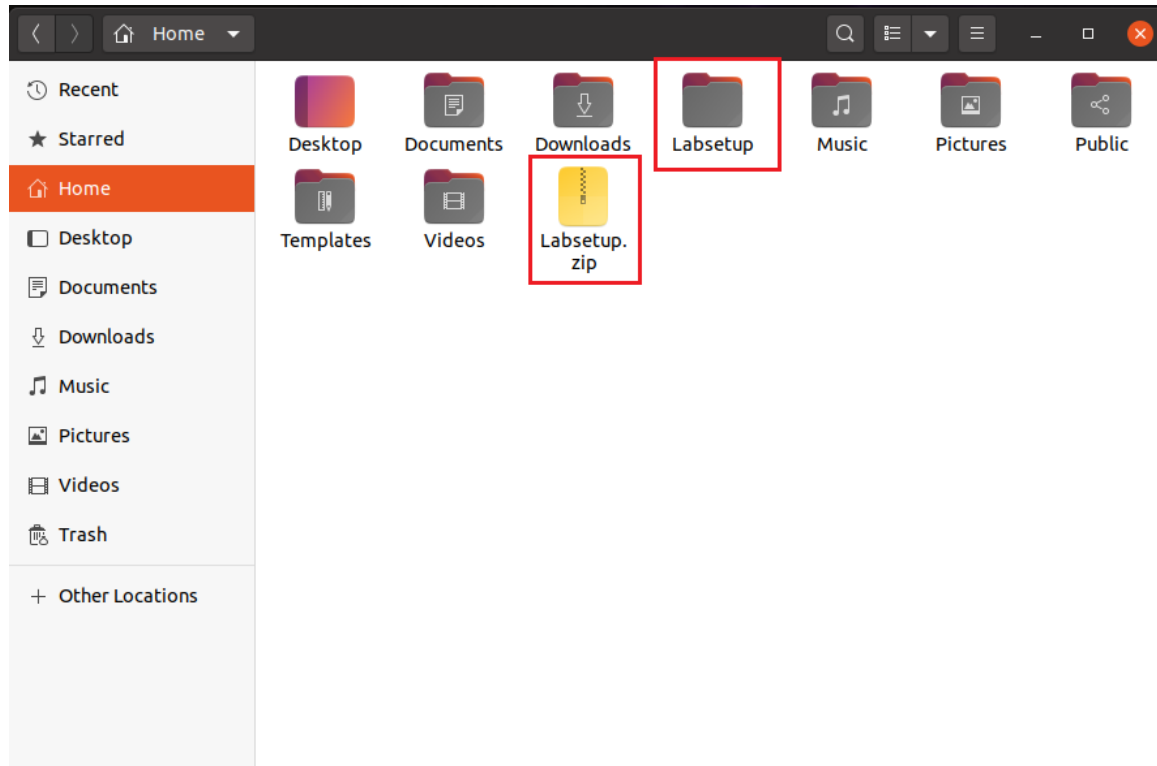 Home
Recent
Starred
Home
Desktop
Documents
Downloads
Music
Pictures
Videos
Trash
Other Locations
Desktop
Documents
Downloads
Labsetup
Music
Pictures
Public
Templates
Videos
Labsetup.
zip